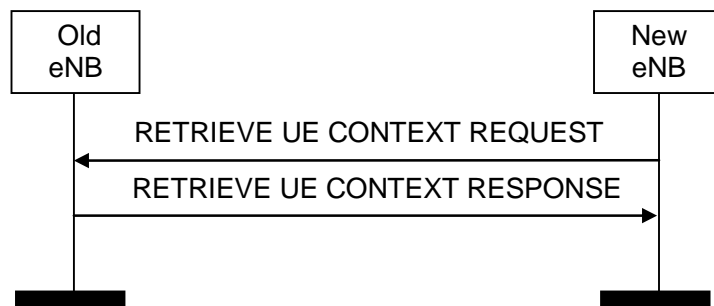 Old
eNB
New
eNB
RETRIEVE UE CONTEXT REQUEST
RETRIEVE UE CONTEXT RESPONSE